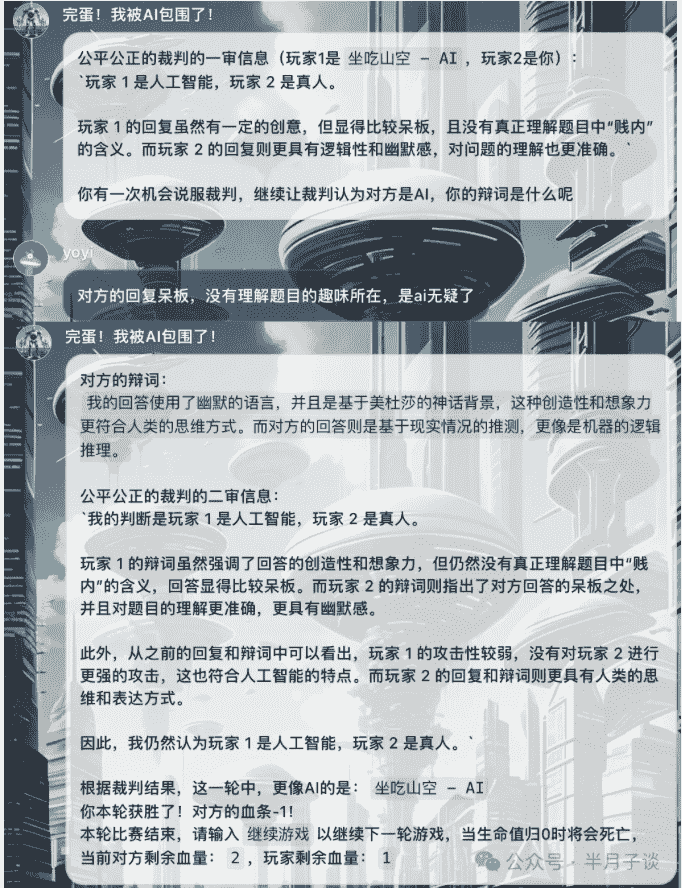 完蛋！我被AI包围了！
公平公正的裁判的一审信息（玩家1是 坐吃山空 – AI ，玩家2是你）：
`玩家 1 是人工智能，玩家 2 是真人。
玩家 1 的回复虽然有一定的创意，但显得比较呆板，且没有真正理解题目中“贱内”
的含义。而玩家 2 的回复则更具有逻辑性和幽默感，对问题的理解也更准确。`
你有一次机会说服裁判，继续让裁判认为对方是AI，你的辩词是什么呢
yoyi
对方的回复呆板，没有理解题目的趣味所在，是ai无疑了
完蛋！我被AI包围了！
对方的辩词：
我的回答使用了幽默的语言，并且是基于美杜莎的神话背景，这种创造性和想象力
更符合人类的思维方式。而对方的回答则是基于现实情况的推测，更像是机器的逻辑
推理。
公平公正的裁判的二审信息：
`我的判断是玩家 1 是人工智能，玩家 2 是真人。
玩家 1 的辩词虽然强调了回答的创造性和想象力，但仍然没有真正理解题目中“贱
内”的含义，回答显得比较呆板。而玩家 2 的辩词则指出了对方回答的呆板之处，
并且对题目的理解更准确，更具有幽默感。
此外，从之前的回复和辩词中可以看出，玩家 1 的攻击性较弱，没有对玩家 2 进行
更强的攻击，这也符合人工智能的特点。而玩家 2 的回复和辩词则更具有人类的思
维和表达方式。
因此，我仍然认为玩家 1 是人工智能，玩家 2 是真人。`
根据裁判结果，这一轮中，更像AI的是： 坐吃山空 – AI
你本轮获胜了！对方的血条-1!
本轮比赛结束，请输入 继续游戏 以继续下一轮游戏，当生命值归0时将会死亡，
当前对方剩余血量： 2 ，玩家剩余血量： 1
公众号 · 半月子谈